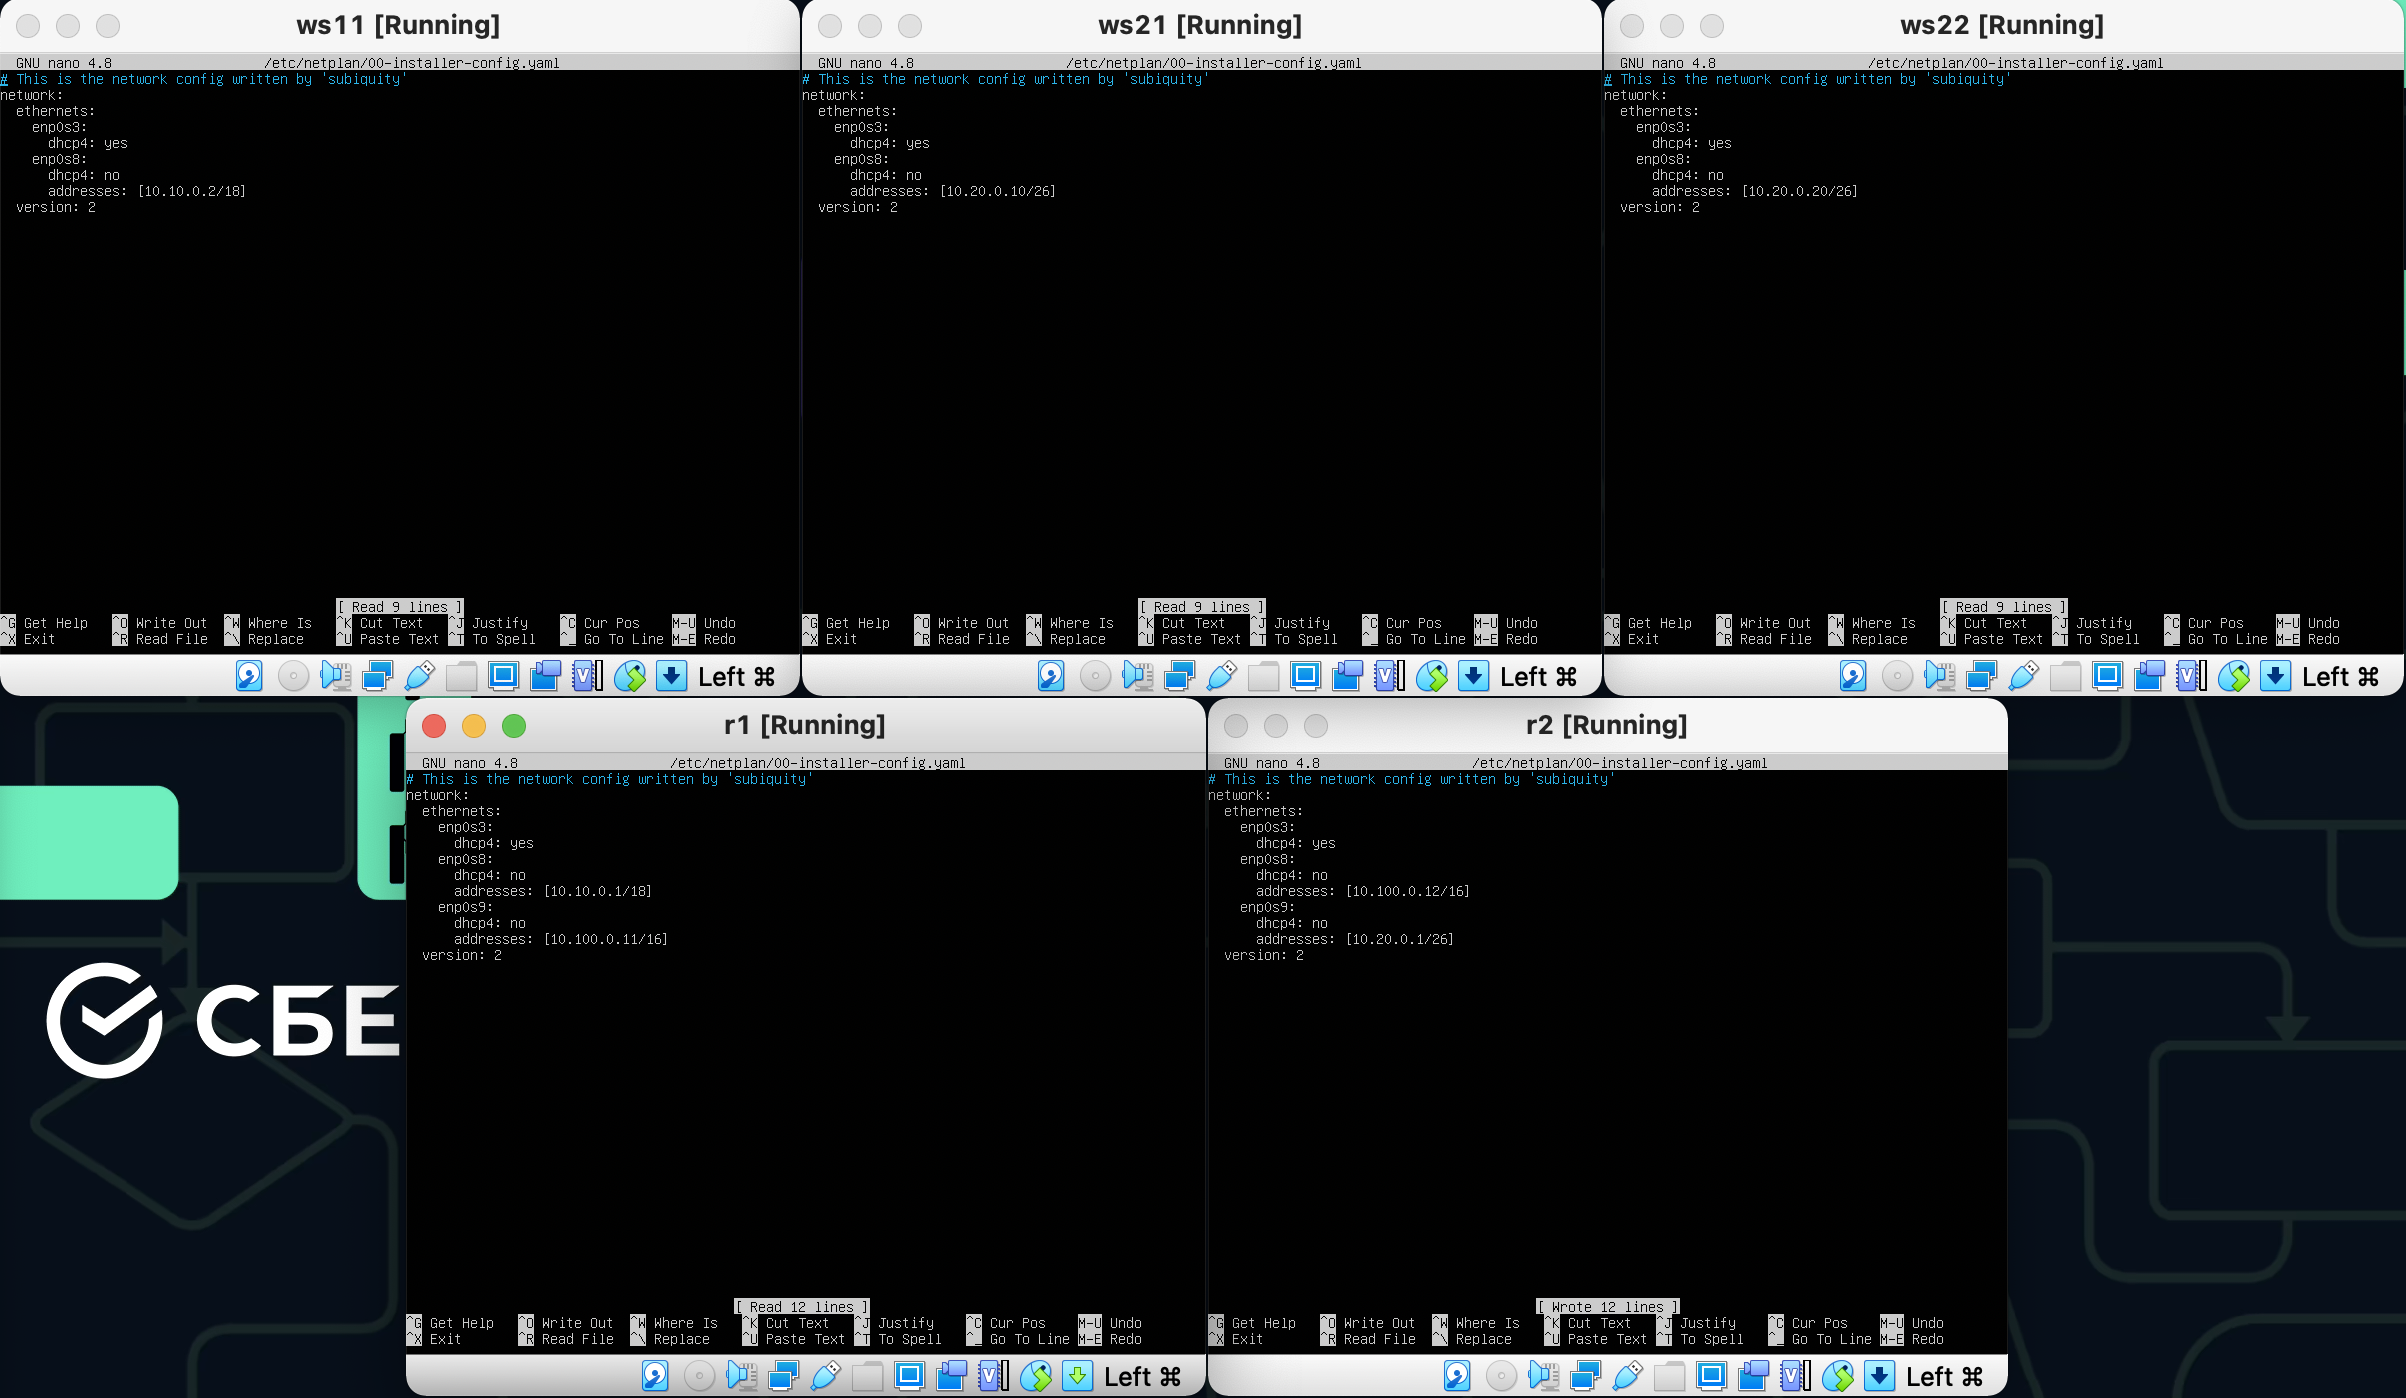 ws11 [Running]
GNU nano 4.8 /etc/netplan/00-installer-config.yaml
# This is the network config written by 'subiquity'
network:
  ethernets:
    enp0s3:
      dhcp4: yes
    enp0s8:
      dhcp4: no
      addresses: [10.10.0.2/18]
  version: 2
[ Read 9 lines ]
^G Get Help ^O Write Out ^W Where Is ^K Cut Text ^J Justify ^C Cur Pos M-U Undo
^X Exit ^R Read File ^\ Replace ^U Paste Text ^T To Spell ^_ Go To Line M-E Redo
Left ⌘
ws21 [Running]
GNU nano 4.8 /etc/netplan/00-installer-config.yaml
# This is the network config written by 'subiquity'
network:
  ethernets:
    enp0s3:
      dhcp4: yes
    enp0s8:
      dhcp4: no
      addresses: [10.20.0.10/26]
  version: 2
[ Read 9 lines ]
^G Get Help ^O Write Out ^W Where Is ^K Cut Text ^J Justify ^C Cur Pos M-U Undo
^X Exit ^R Read File ^\ Replace ^U Paste Text ^T To Spell ^_ Go To Line M-E Redo
Left ⌘
ws22 [Running]
GNU nano 4.8 /etc/netplan/00-installer-config.yaml
# This is the network config written by 'subiquity'
network:
  ethernets:
    enp0s3:
      dhcp4: yes
    enp0s8:
      dhcp4: no
      addresses: [10.20.0.20/26]
  version: 2
[ Read 9 lines ]
^G Get Help ^O Write Out ^W Where Is ^K Cut Text ^J Justify ^C Cur Pos M-U Undo
^X Exit ^R Read File ^\ Replace ^U Paste Text ^T To Spell ^_ Go To Line M-E Redo
Left ⌘
r1 [Running]
GNU nano 4.8 /etc/netplan/00-installer-config.yaml
# This is the network config written by 'subiquity'
network:
  ethernets:
    enp0s3:
      dhcp4: yes
    enp0s8:
      dhcp4: no
      addresses: [10.10.0.1/18]
    enp0s9:
      dhcp4: no
      addresses: [10.100.0.11/16]
  version: 2
[ Read 12 lines ]
^G Get Help ^O Write Out ^W Where Is ^K Cut Text ^J Justify ^C Cur Pos M-U Undo
^X Exit ^R Read File ^\ Replace ^U Paste Text ^T To Spell ^_ Go To Line M-E Redo
Left ⌘
r2 [Running]
GNU nano 4.8 /etc/netplan/00-installer-config.yaml
# This is the network config written by 'subiquity'
network:
  ethernets:
    enp0s3:
      dhcp4: yes
    enp0s8:
      dhcp4: no
      addresses: [10.100.0.12/16]
    enp0s9:
      dhcp4: no
      addresses: [10.20.0.1/26]
  version: 2
[ Wrote 12 lines ]
^G Get Help ^O Write Out ^W Where Is ^K Cut Text ^J Justify ^C Cur Pos M-U Undo
^X Exit ^R Read File ^\ Replace ^U Paste Text ^T To Spell ^_ Go To Line M-E Redo
Left ⌘
СБЕ